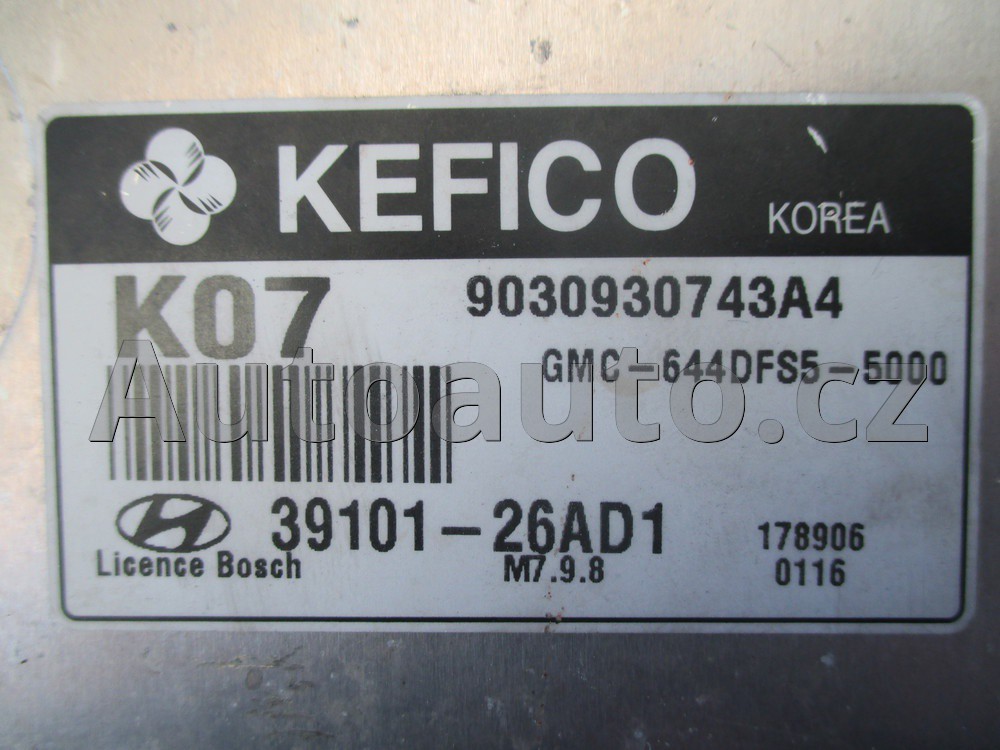 KEFICO KOREA
K07 9030930743A4
GMC-644DFS5-5000
Autoauto.cz
39101-26AD1 178906
Licence Bosch M7.9.8 0116